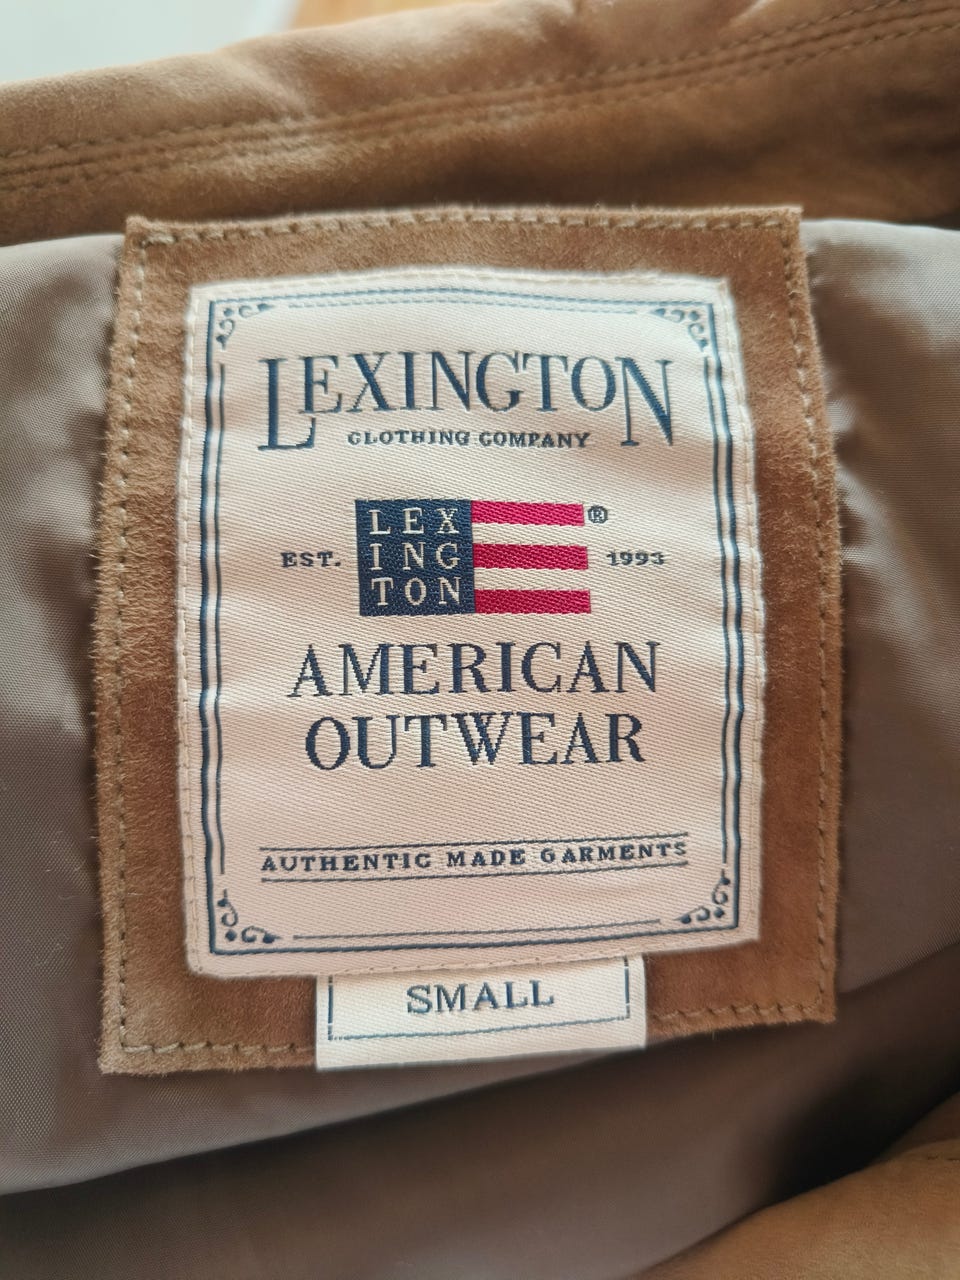 LEXINGTON
CLOTHING COMPANY
LEX
ING
TON
®
EST. 1993
AMERICAN
OUTWEAR
AUTHENTIC MADE GARMENTS
SMALL